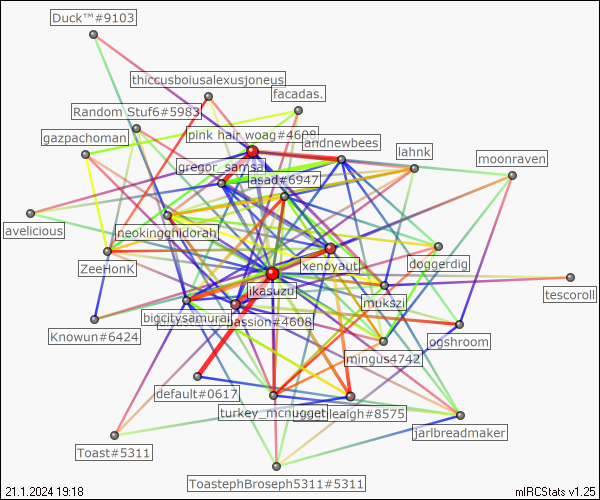 Duck™#9103
thiccusboiusalexusjoneus
facadas.
Random Stuf6#5983
pink hair woag#4608
gazpachoman
andnewbees
lahnk
gregor_samsa
moonraven
asad#6947
avelicious
neokingghidorah
ZeeHonK
xenoyaut
doggerdig
ikasuzu
mukszi
tescoroll
bigcitysamurai
passion#4608
Knowun#6424
ogshroom
mingus4742
default#0617
turkey_mcnugget
leaigh#8575
jarlbreadmaker
Toast#5311
ToastephBroseph5311#5311
21.1.2024 19:18
mIRCStats v1.25